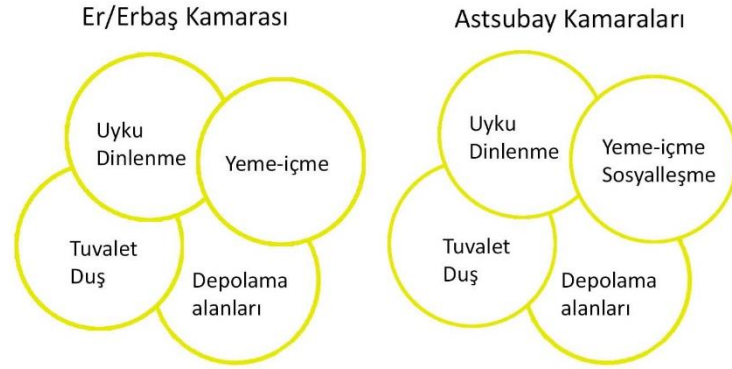 Er/Erbaş Kamarası
Uyku
Dinlenme
Yeme-içme
Tuvalet
Duş
Depolama
alanları
Astsubay Kamaraları
Uyku
Dinlenme
Yeme-içme
Sosyalleşme
Tuvalet
Duş
Depolama
alanları